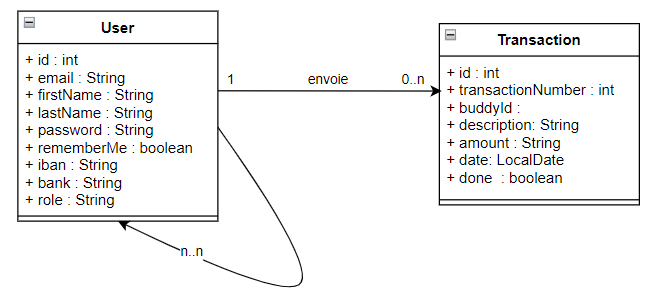 User
+ id : int
+ email : String
+ firstName : String
+ lastName : String
+ password : String
+ rememberMe : boolean
+ iban : String
+ bank : String
+ role : String
1 envoie 0..n
n..n
Transaction
+ id : int
+ transactionNumber : int
+ buddyId :
+ description: String
+ amount : String
+ date: LocalDate
+ done : boolean